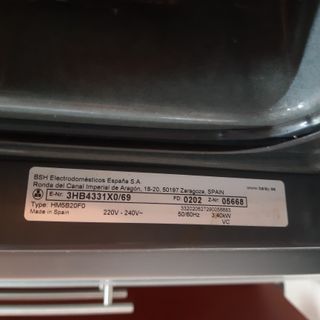 BSH Electrodomésticos España S.A.
Ronda del Canal Imperial de Aragón, 18-20, 50197 Zaragoza, SPAIN
E-Nr. 3HB4331X0/69 FD 0202 Z-Nr. 05668
Type: HM5B20F0 220V - 240V~ 50/60Hz 3,40kW
Made in Spain VC